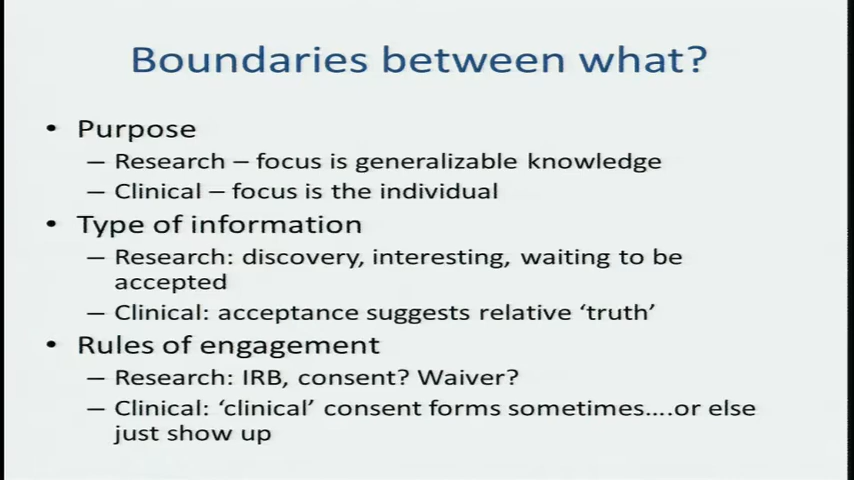 Boundaries between what?
• Purpose
– Research – focus is generalizable knowledge
– Clinical – focus is the individual
• Type of information
– Research: discovery, interesting, waiting to be
accepted
– Clinical: acceptance suggests relative ‘truth’
• Rules of engagement
– Research: IRB, consent? Waiver?
– Clinical: ‘clinical’ consent forms sometimes….or else
just show up